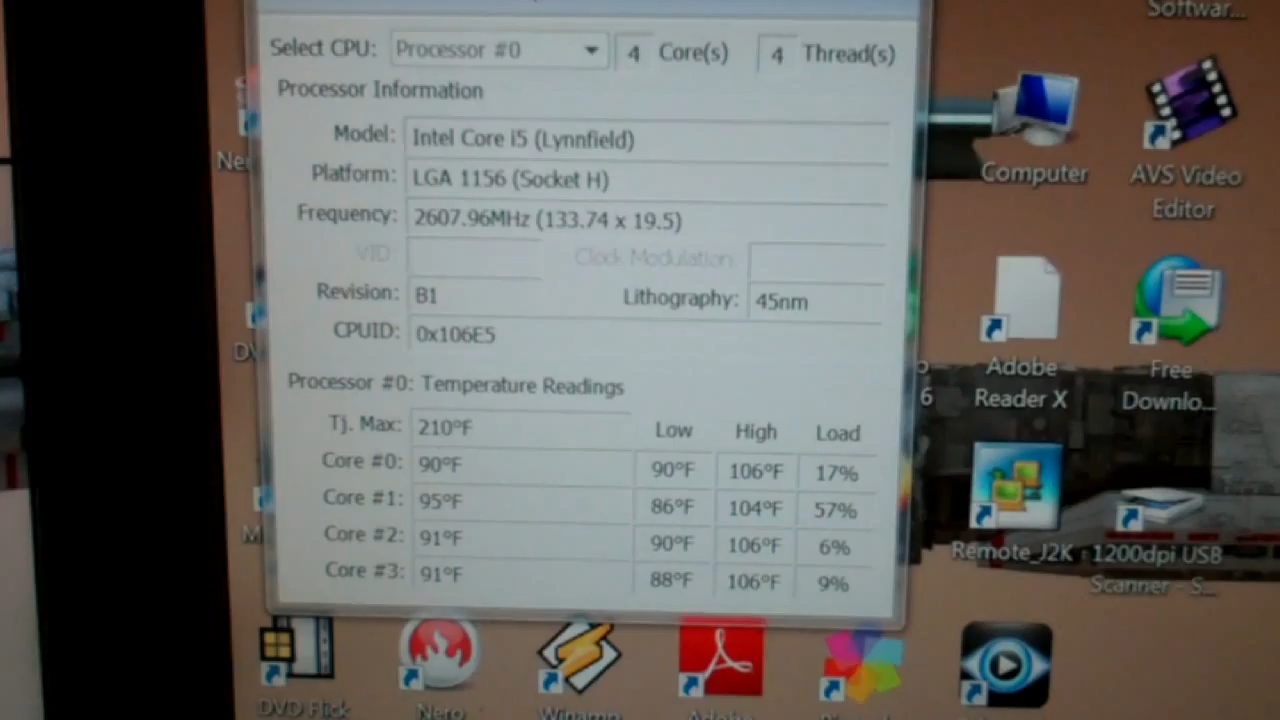 Softwar...
Select CPU: Processor #0 4 Core(s) 4 Thread(s)
Processor Information
Model: Intel Core i5 (Lynnfield)
Platform: LGA 1156 (Socket H)
Frequency: 2607.96MHz (133.74 x 19.5)
VID: Clock Modulation:
Revision: B1 Lithography: 45nm
CPUID: 0x106E5
Processor #0: Temperature Readings
Tj. Max: 210°F Low High Load
Core #0: 90°F 90°F 106°F 17%
Core #1: 95°F 86°F 104°F 57%
Core #2: 91°F 90°F 106°F 6%
Core #3: 91°F 88°F 106°F 9%
Computer
AVS Video
Editor
Adobe
Reader X
Free
Downlo...
6
Remote_J2K
1200dpi USB
Scanner - S...
DVD Flick
Nero
Winamp
Adobe